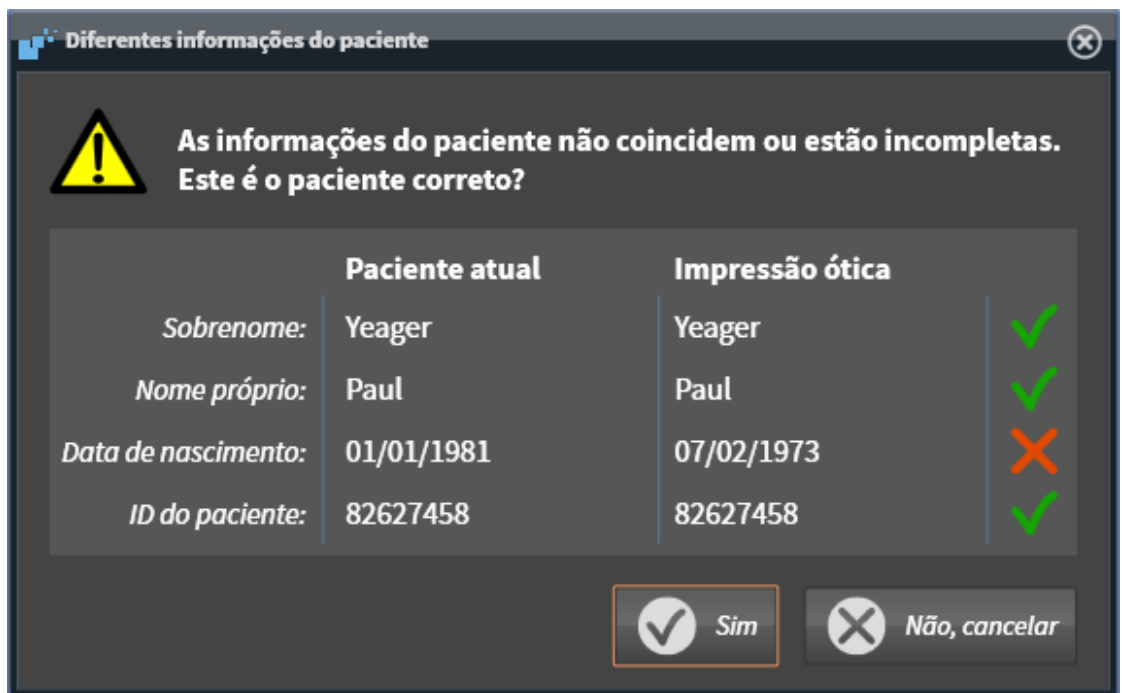 Diferentes informações do paciente
As informações do paciente não coincidem ou estão incompletas.
Este é o paciente correto?
Paciente atual Impressão ótica
Sobrenome: Yeager Yeager
Nome próprio: Paul Paul
Data de nascimento: 01/01/1981 07/02/1973
ID do paciente: 82627458 82627458
Sim Não, cancelar